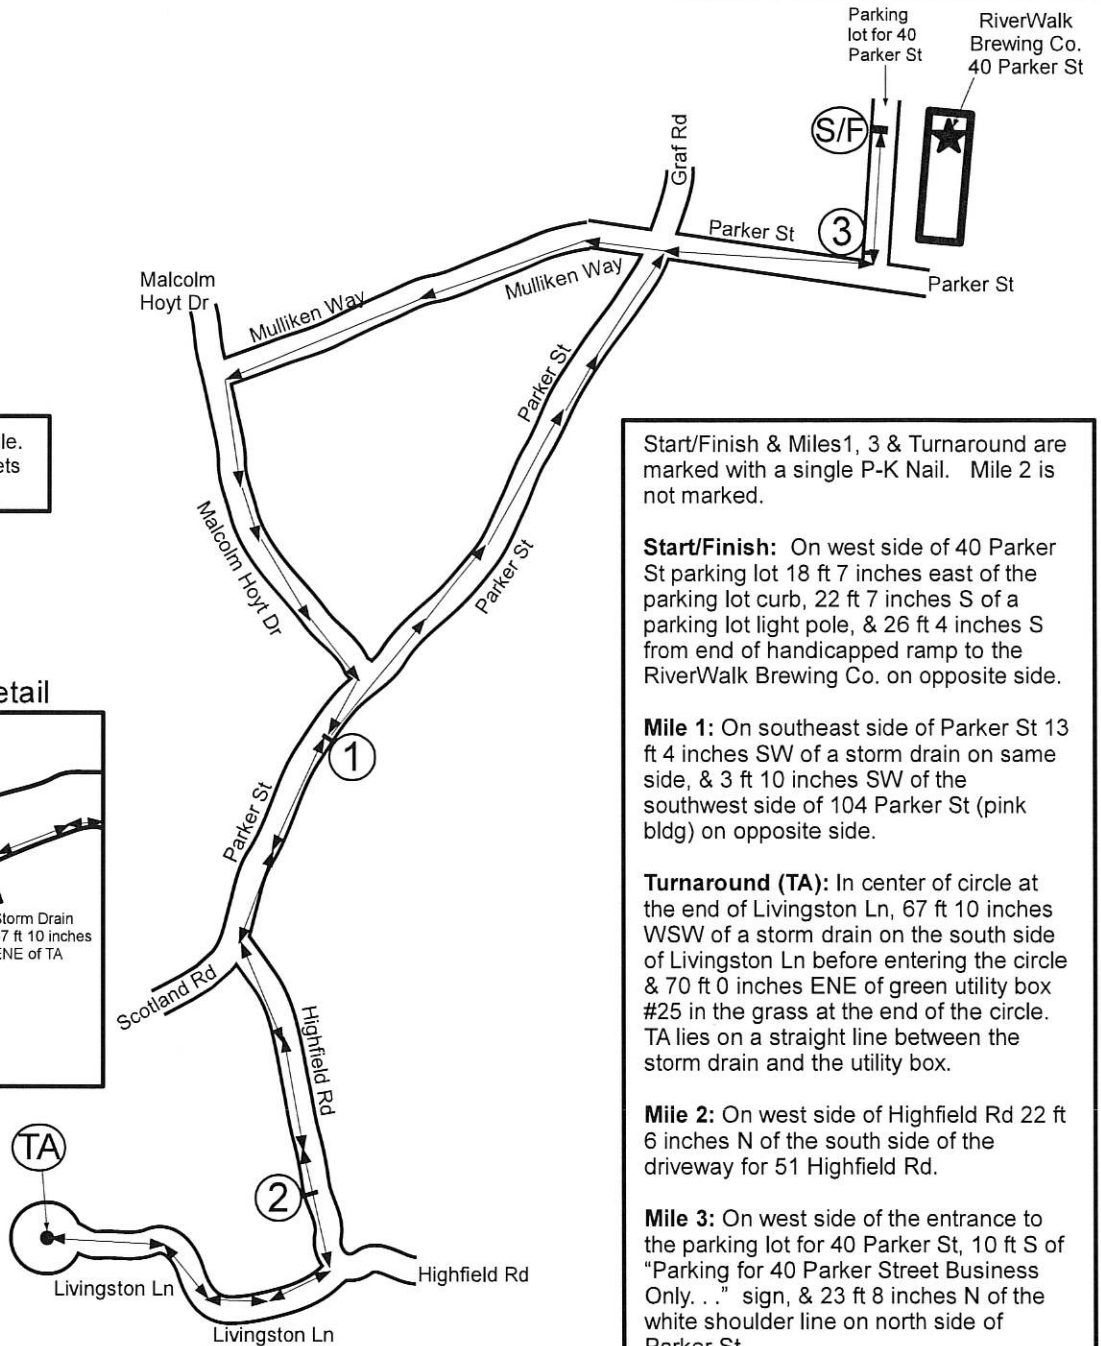 Parking
lot for 40
Parker St
RiverWalk
Brewing Co.
40 Parker St
S/F
Graf Rd
Parker St
3
Parker St
Malcolm
Hoyt Dr
Mulliken Way
Mulliken Way
Parker St
Malcolm Hoyt Dr
Parker St
1
Parker St
Scotland Rd
Highfield Rd
TA
2
Livingston Ln
Highfield Rd
Livingston Ln
le.
ets
etail
Storm Drain
7 ft 10 inches
ENE of TA
Start/Finish & Miles1, 3 & Turnaround are
marked with a single P-K Nail. Mile 2 is
not marked.
Start/Finish: On west side of 40 Parker
St parking lot 18 ft 7 inches east of the
parking lot curb, 22 ft 7 inches S of a
parking lot light pole, & 26 ft 4 inches S
from end of handicapped ramp to the
RiverWalk Brewing Co. on opposite side.
Mile 1: On southeast side of Parker St 13
ft 4 inches SW of a storm drain on same
side, & 3 ft 10 inches SW of the
southwest side of 104 Parker St (pink
bldg) on opposite side.
Turnaround (TA): In center of circle at
the end of Livingston Ln, 67 ft 10 inches
WSW of a storm drain on the south side
of Livingston Ln before entering the circle
& 70 ft 0 inches ENE of green utility box
#25 in the grass at the end of the circle.
TA lies on a straight line between the
storm drain and the utility box.
Mile 2: On west side of Highfield Rd 22 ft
6 inches N of the south side of the
driveway for 51 Highfield Rd.
Mile 3: On west side of the entrance to
the parking lot for 40 Parker St, 10 ft S of
“Parking for 40 Parker Street Business
Only. . .” sign, & 23 ft 8 inches N of the
white shoulder line on north side of
Parker St